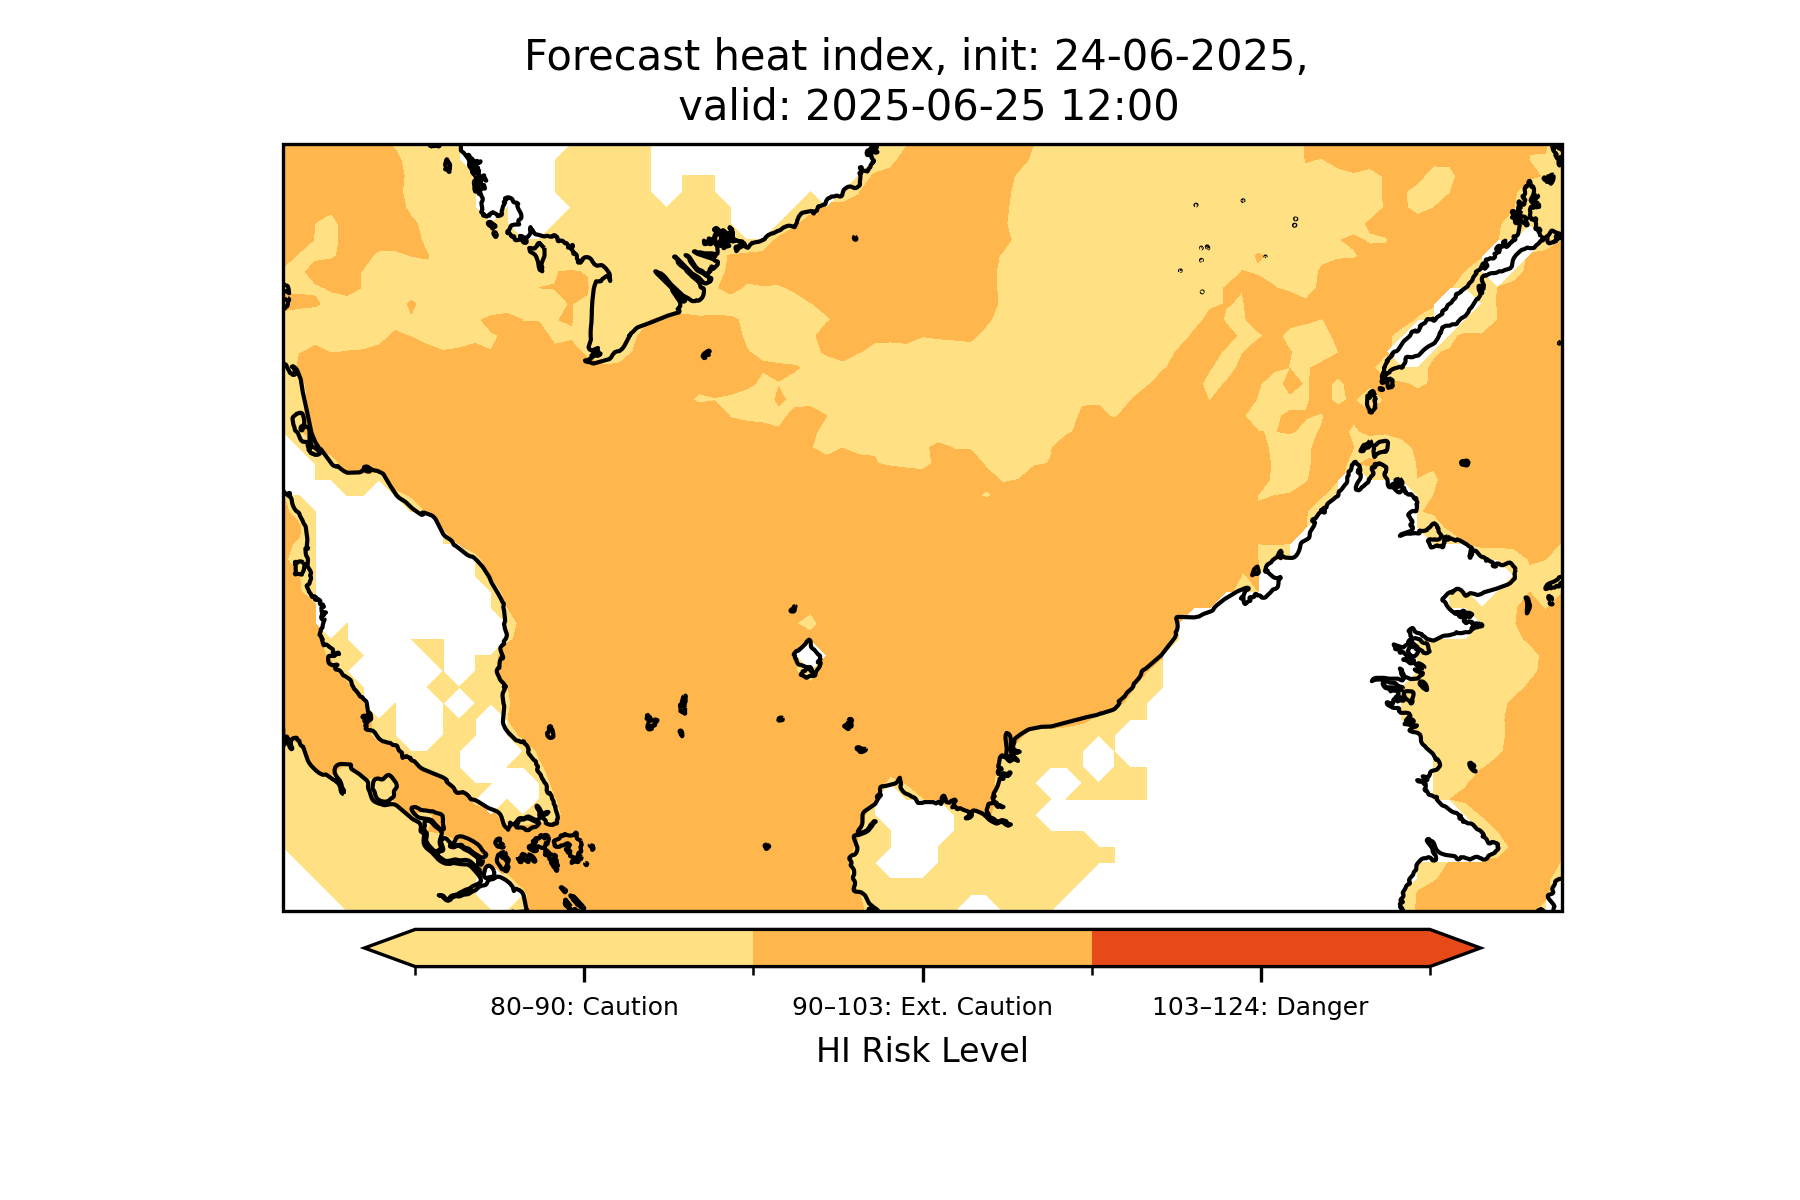 Forecast heat index, init: 24-06-2025,
valid: 2025-06-25 12:00
80–90: Caution
90–103: Ext. Caution
103–124: Danger
HI Risk Level